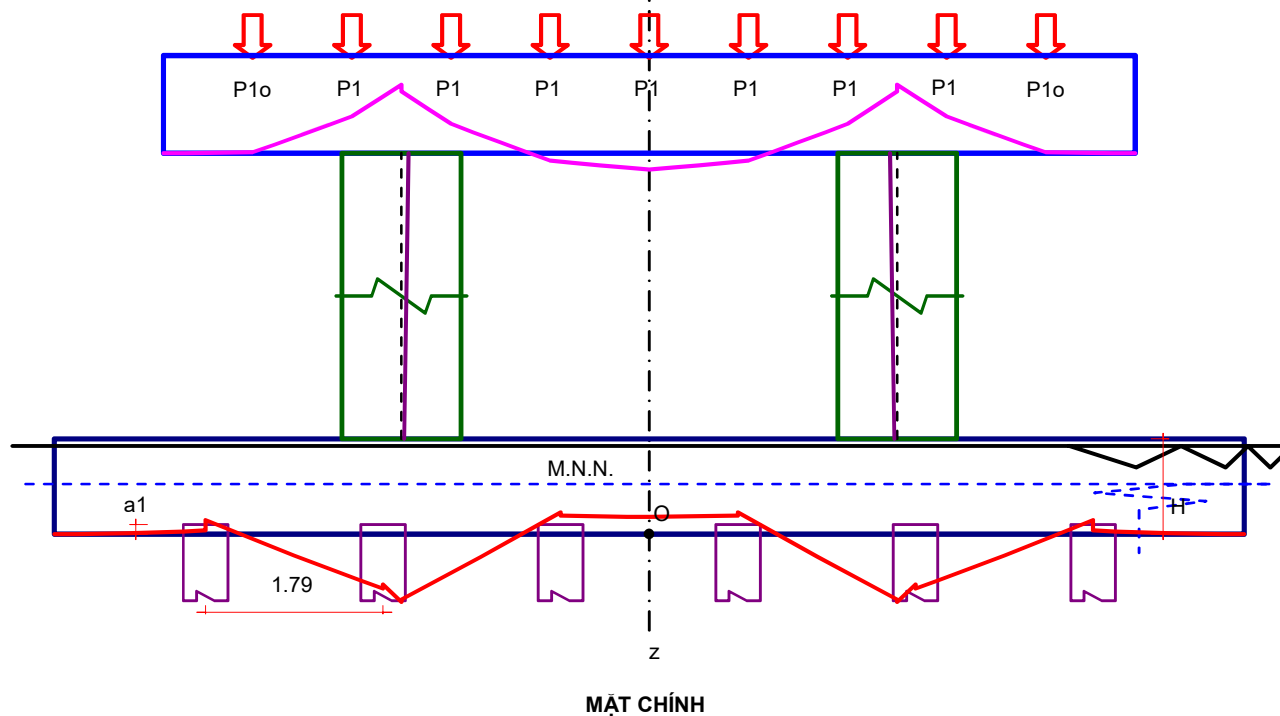 P1o P1 P1 P1 P1 P1 P1 P1 P1o
M.N.N.
a1 O H
1.79
z
MẶT CHÍNH